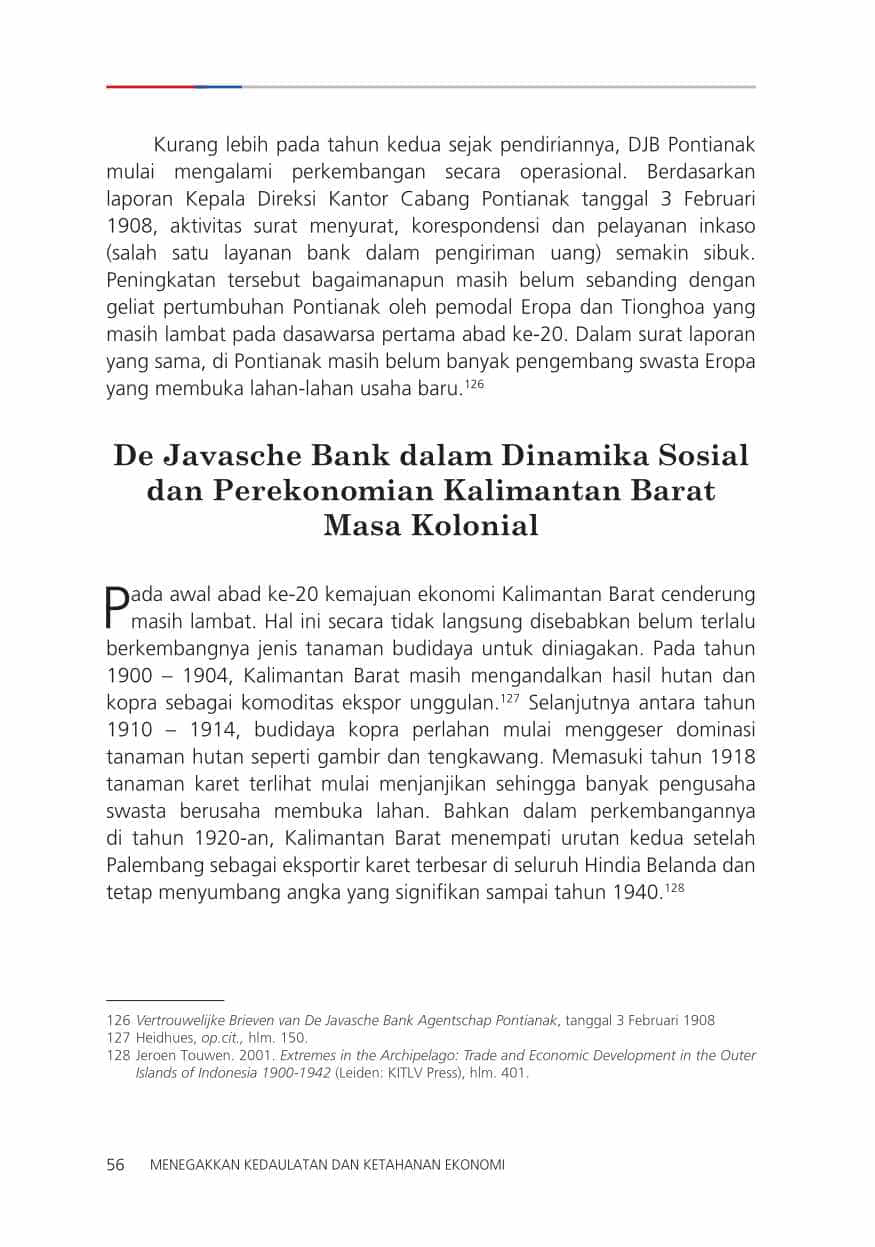 Kurang lebih pada tahun kedua sejak pendiriannya, DJB Pontianak
mulai mengalami perkembangan secara operasional. Berdasarkan
laporan Kepala Direksi Kantor Cabang Pontianak tanggal 3 Februari
1908, aktivitas surat menyurat, korespondensi dan pelayanan inkaso
(salah satu layanan bank dalam pengiriman uang) semakin sibuk.
Peningkatan tersebut bagaimanapun masih belum sebanding dengan
geliat pertumbuhan Pontianak oleh pemodal Eropa dan Tionghoa yang
masih lambat pada dasawarsa pertama abad ke-20. Dalam surat laporan
yang sama, di Pontianak masih belum banyak pengembang swasta Eropa
yang membuka lahan-lahan usaha baru.126
De Javasche Bank dalam Dinamika Sosial
dan Perekonomian Kalimantan Barat
Masa Kolonial
Pada awal abad ke-20 kemajuan ekonomi Kalimantan Barat cenderung
masih lambat. Hal ini secara tidak langsung disebabkan belum terlalu
berkembangnya jenis tanaman budidaya untuk diniagakan. Pada tahun
1900 – 1904, Kalimantan Barat masih mengandalkan hasil hutan dan
kopra sebagai komoditas ekspor unggulan.127 Selanjutnya antara tahun
1910 – 1914, budidaya kopra perlahan mulai menggeser dominasi
tanaman hutan seperti gambir dan tengkawang. Memasuki tahun 1918
tanaman karet terlihat mulai menjanjikan sehingga banyak pengusaha
swasta berusaha membuka lahan. Bahkan dalam perkembangannya
di tahun 1920-an, Kalimantan Barat menempati urutan kedua setelah
Palembang sebagai eksportir karet terbesar di seluruh Hindia Belanda dan
tetap menyumbang angka yang signifikan sampai tahun 1940.128
126 Vertrouwelijke Brieven van De Javasche Bank Agentschap Pontianak, tanggal 3 Februari 1908
127 Heidhues, op.cit., hlm. 150.
128 Jeroen Touwen. 2001. Extremes in the Archipelago: Trade and Economic Development in the Outer
Islands of Indonesia 1900-1942 (Leiden: KITLV Press), hlm. 401.
56 MENEGAKKAN KEDAULATAN DAN KETAHANAN EKONOMI